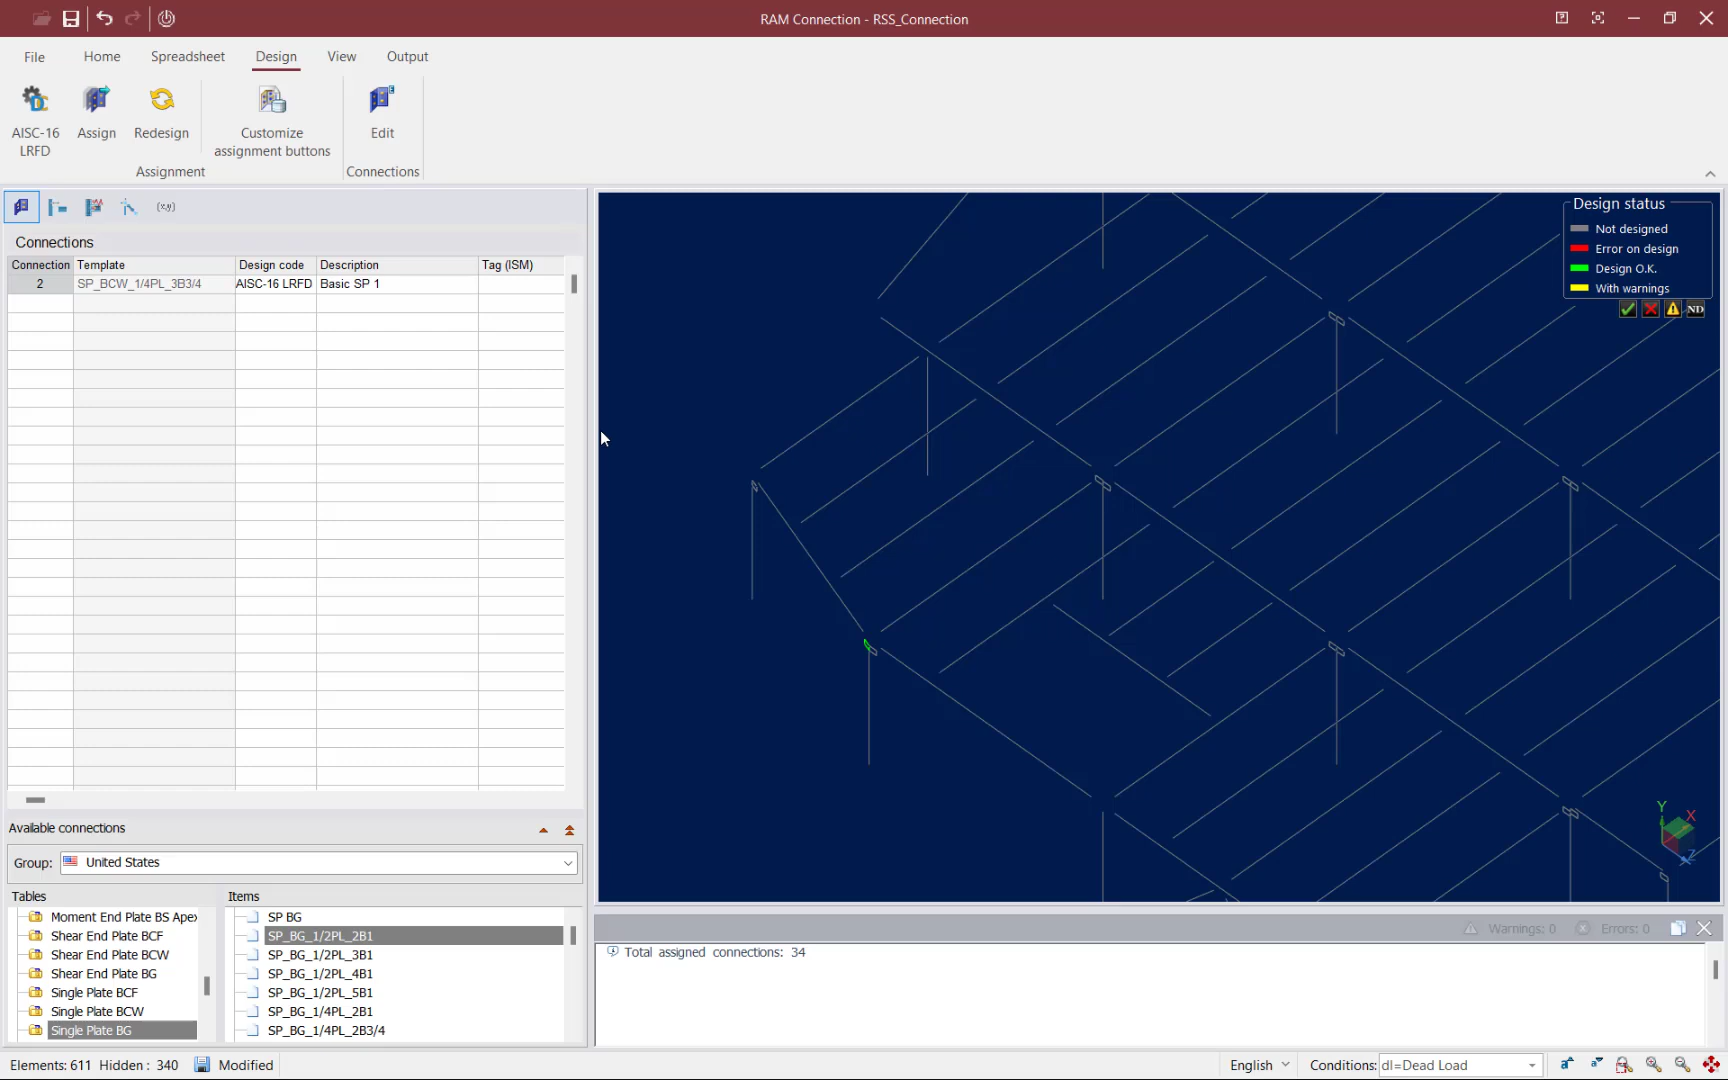 RAM Connection - RSS_Connection
File Home Spreadsheet Design View Output
AISC-16
LRFD
Assign
Redesign
Customize
assignment buttons
Edit
Assignment
Connections
(x,y)
Connections
Connection Template Design code Description Tag (ISM)
2 SP_BCW_1/4PL_3B3/4 AISC-16 LRFD Basic SP 1
Design status
Not designed
Error on design
Design O.K.
With warnings
ND
Y
X
Z
Available connections
Group: United States
Tables
Moment End Plate BS Apex
Shear End Plate BCF
Shear End Plate BCW
Shear End Plate BG
Single Plate BCF
Single Plate BCW
Single Plate BG
Items
SP BG
SP_BG_1/2PL_2B1
SP_BG_1/2PL_3B1
SP_BG_1/2PL_4B1
SP_BG_1/2PL_5B1
SP_BG_1/4PL_2B1
SP_BG_1/4PL_2B3/4
Warnings: 0 Errors: 0
Total assigned connections: 34
Elements: 611 Hidden : 340 Modified
English Conditions: dl=Dead Load